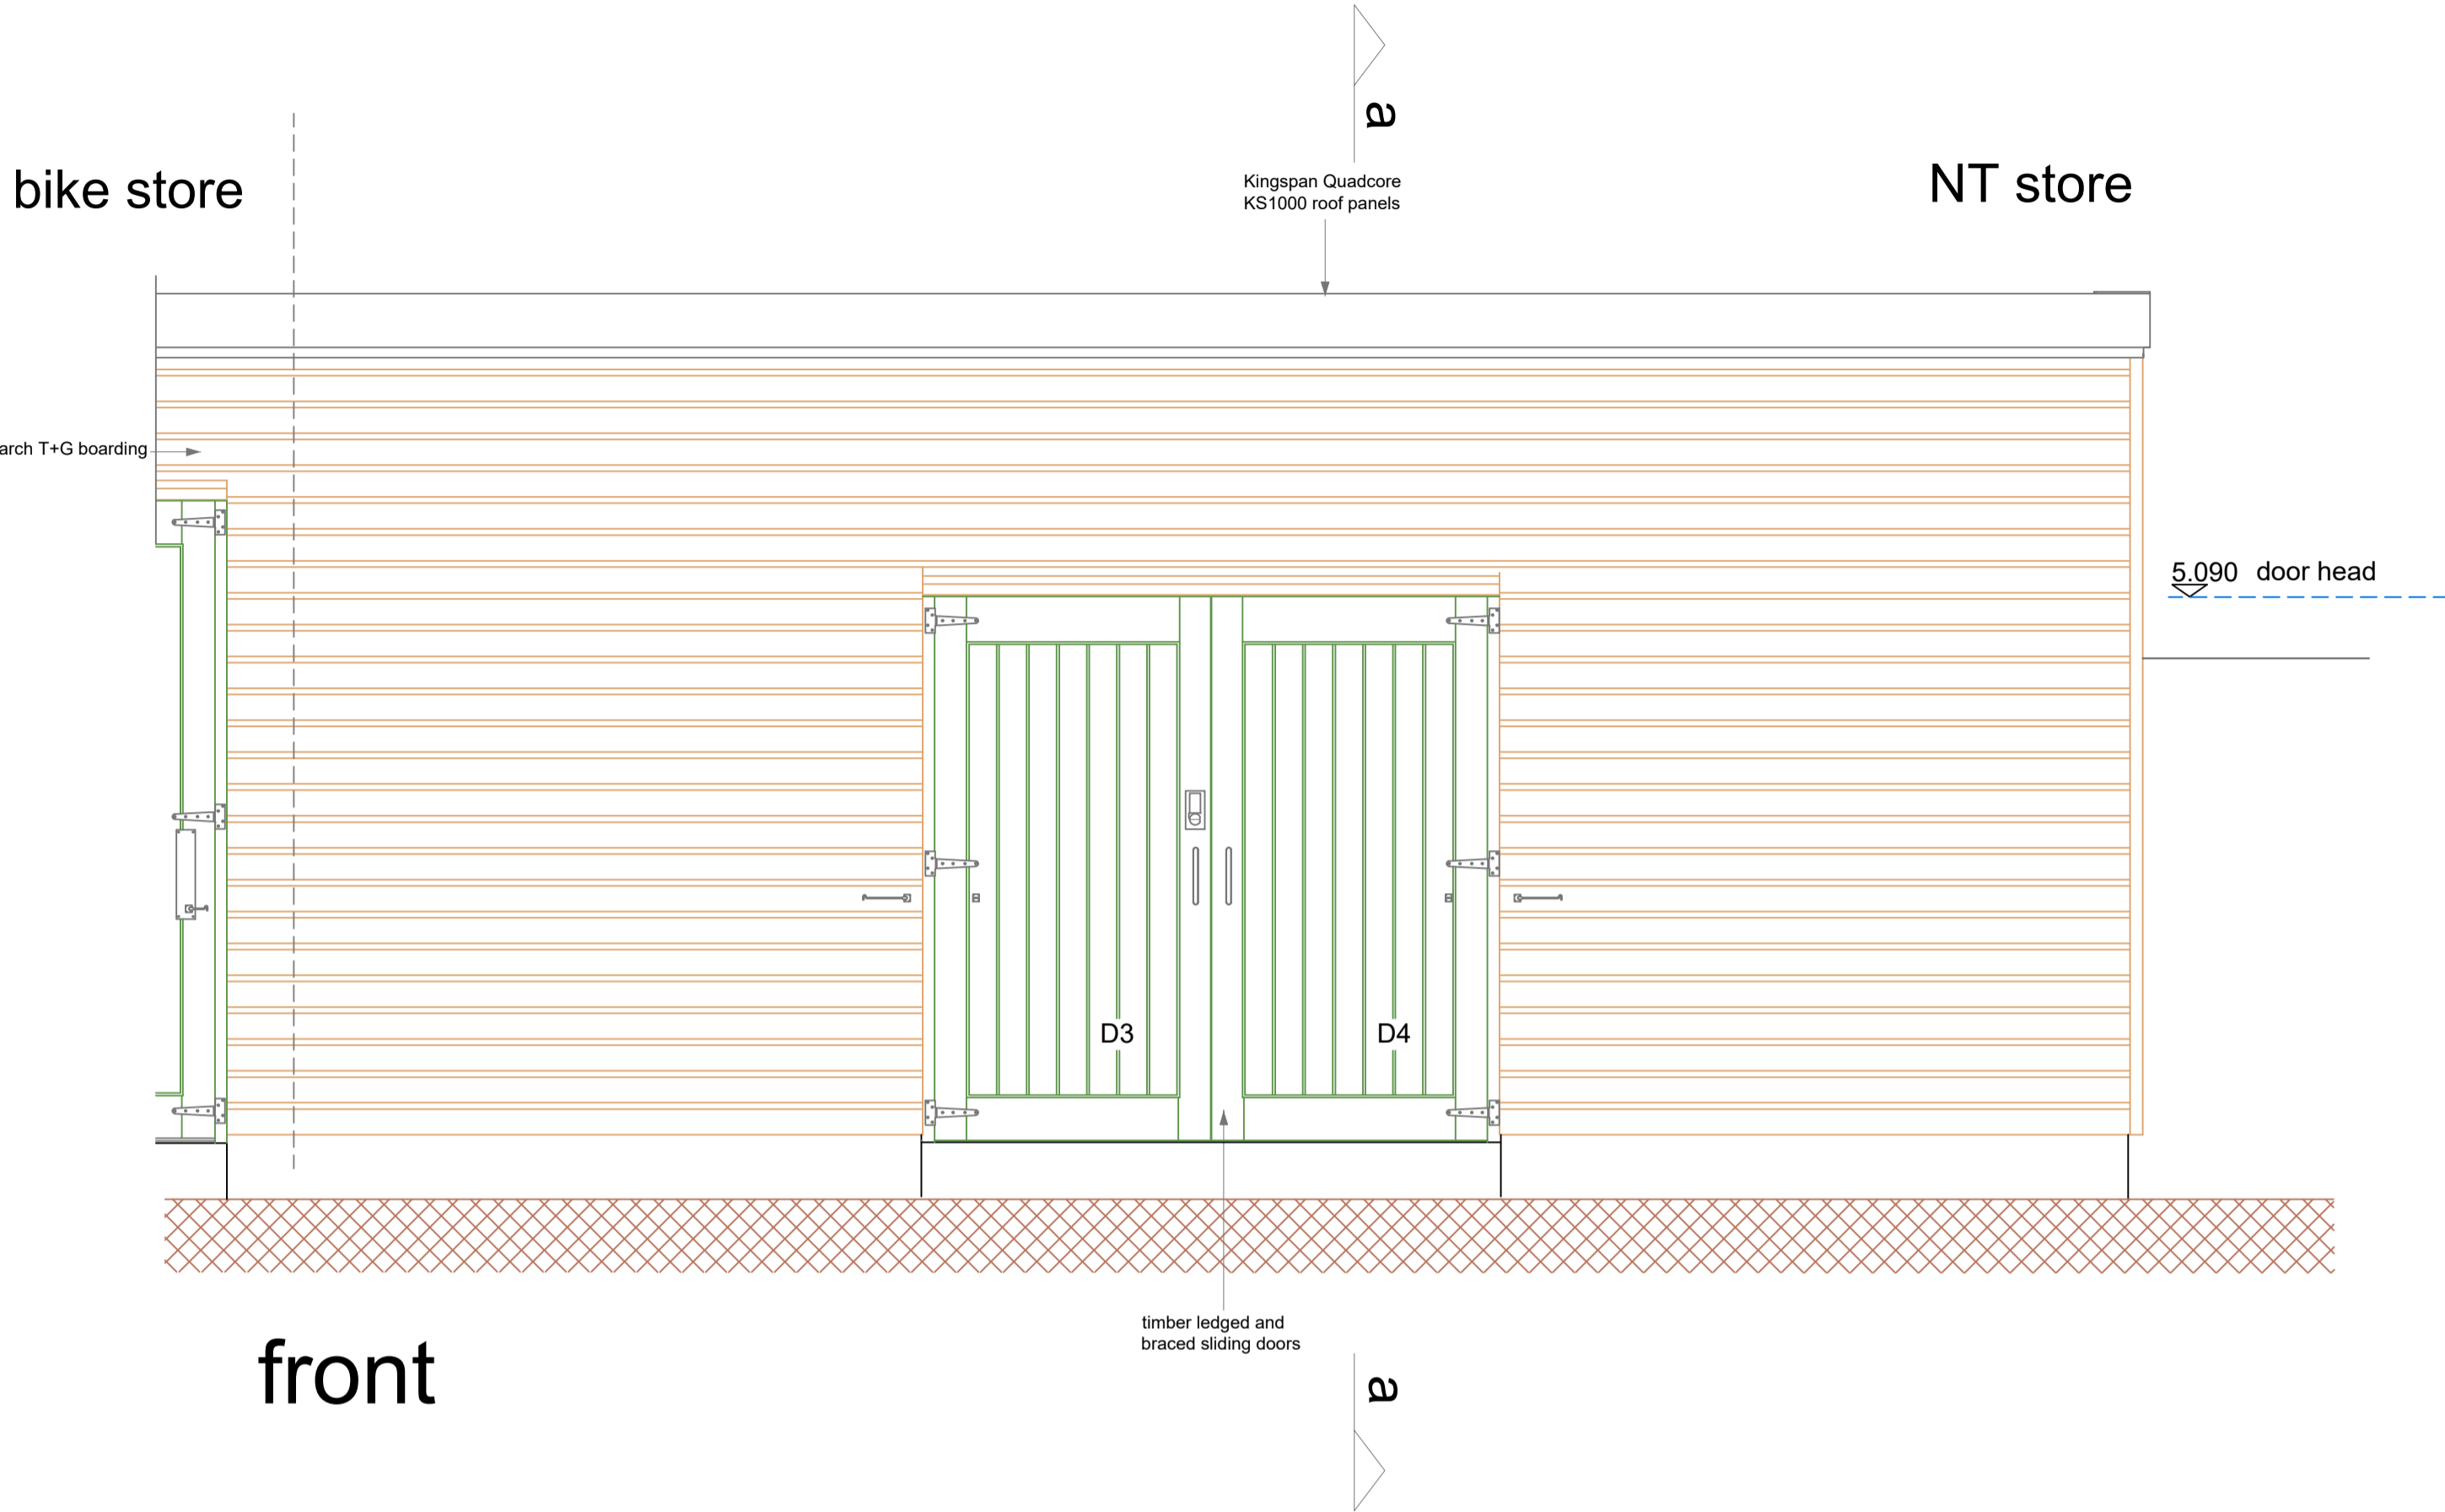 a
bike store
Kingspan Quadcore
KS1000 roof panels
NT store
arch T+G boarding
5.090 door head
D3
D4
timber ledged and
braced sliding doors
front
a